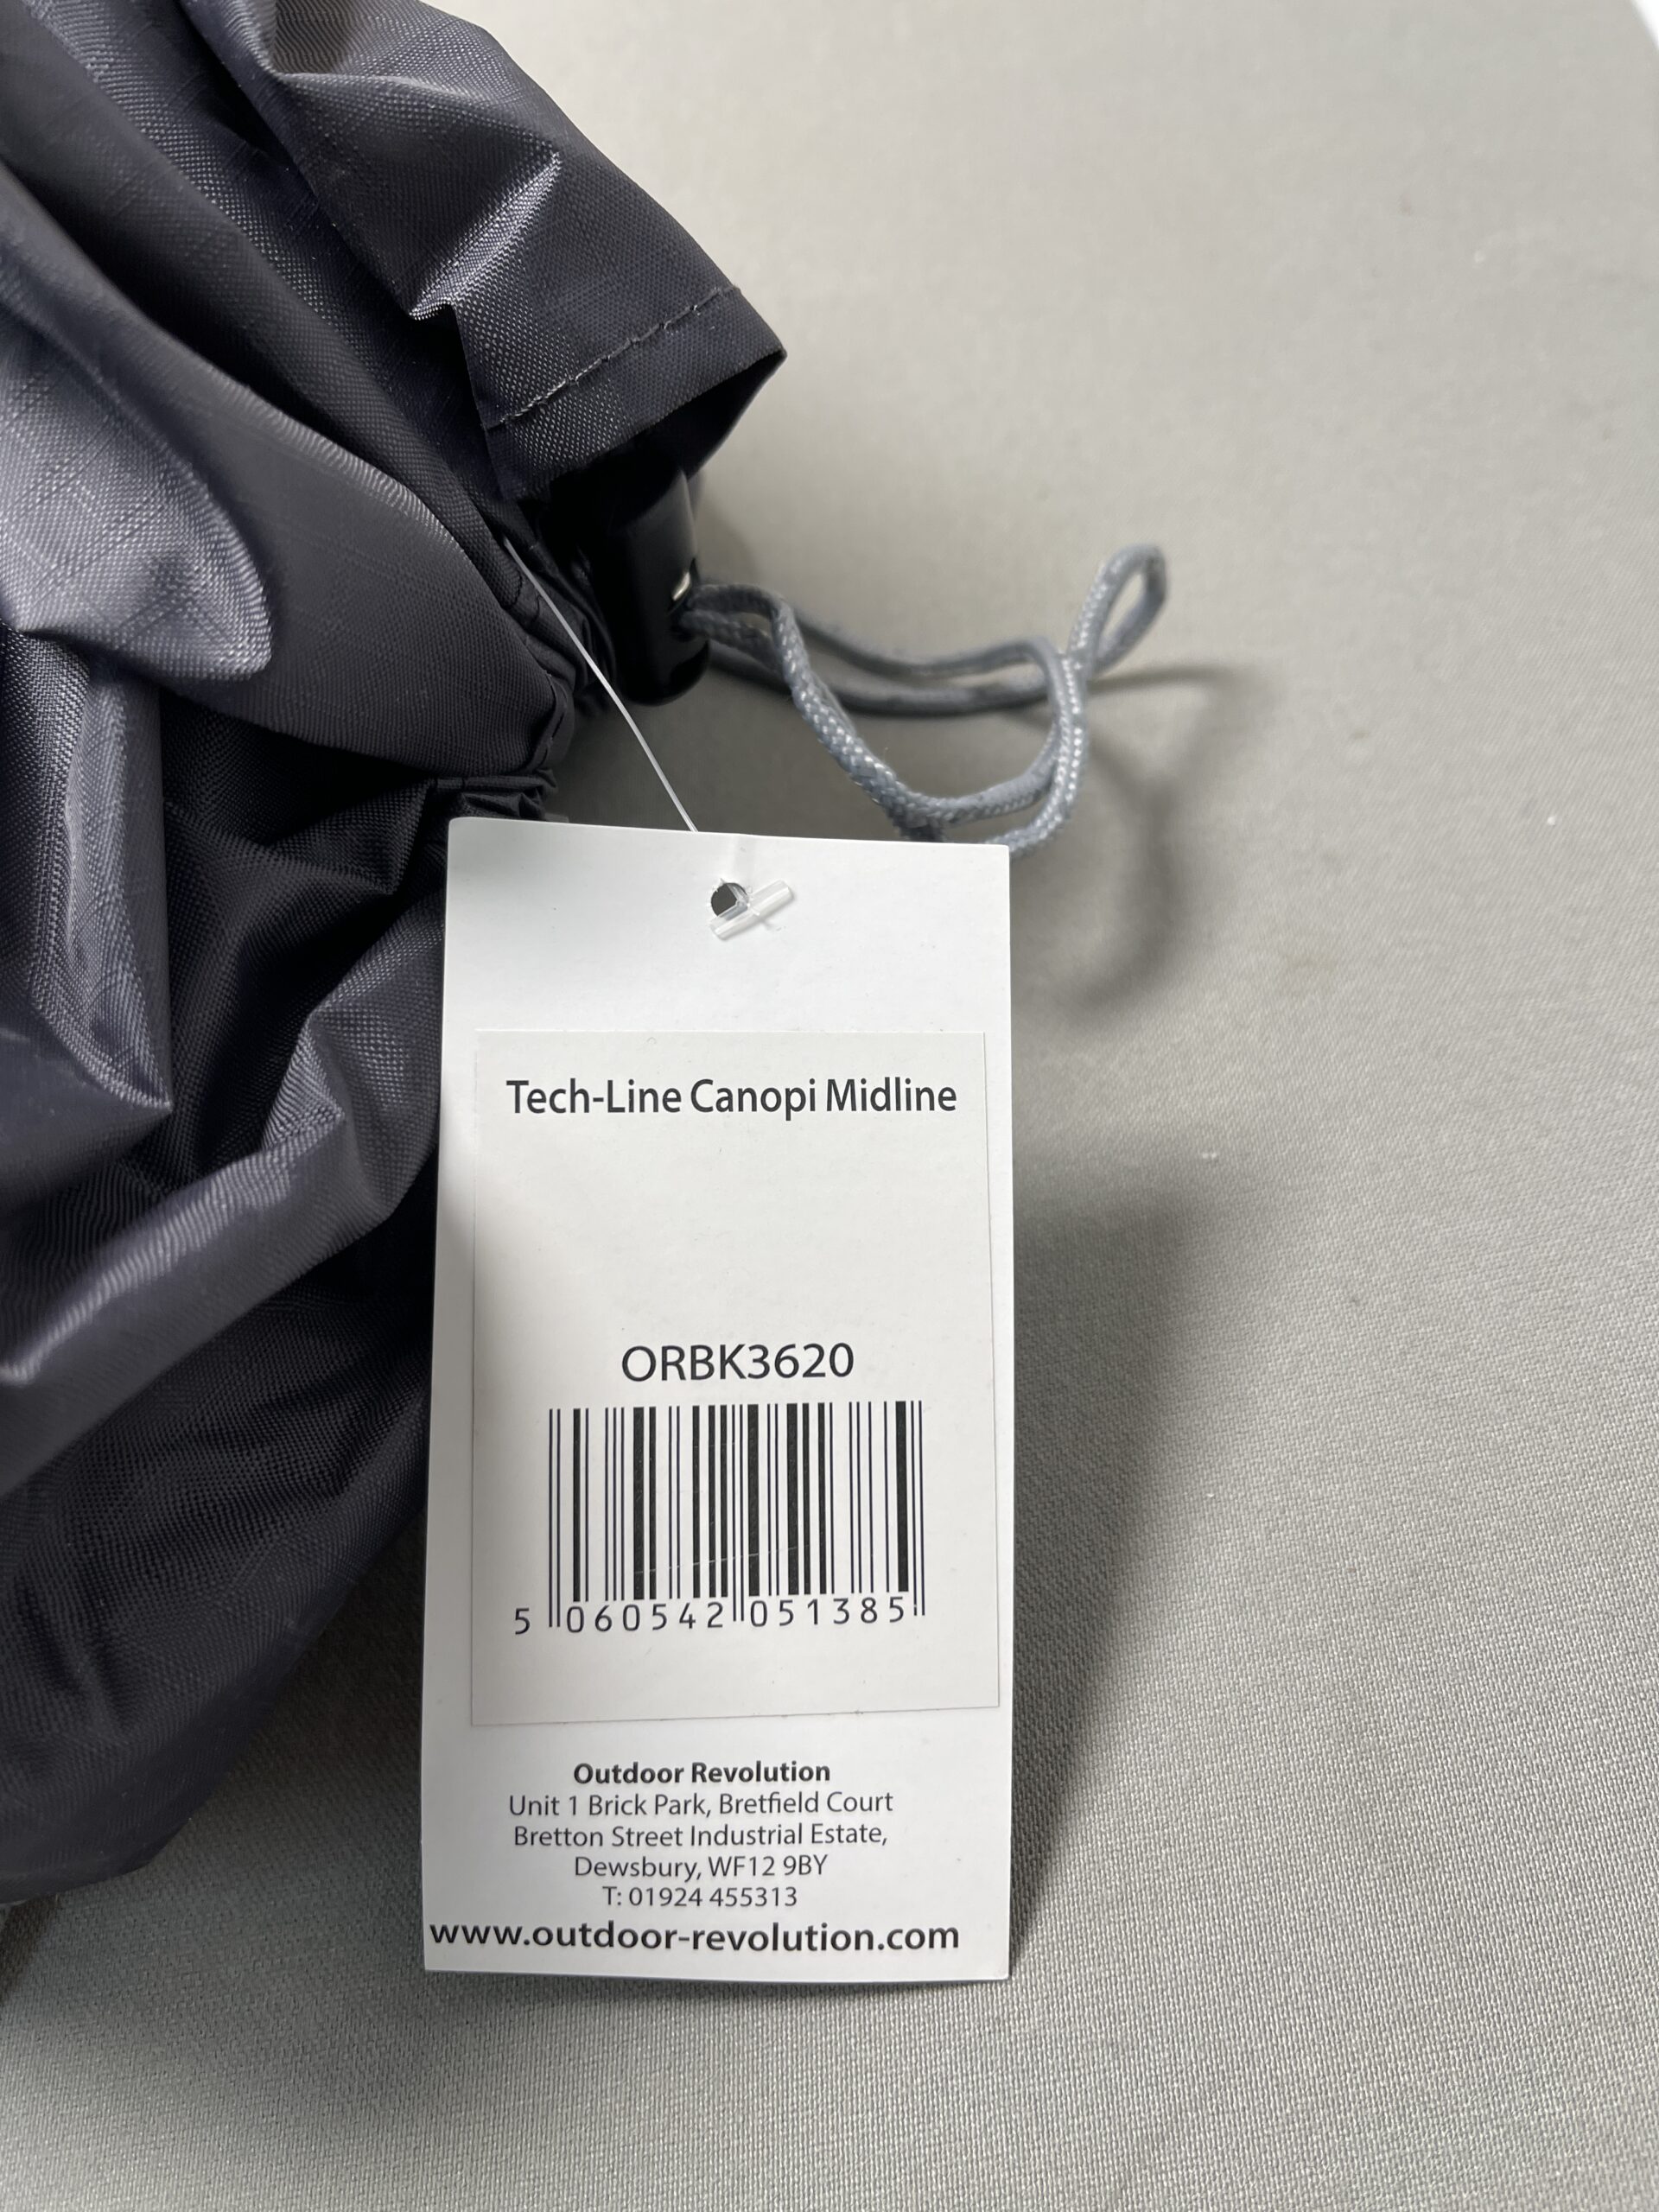 Tech-Line Canopi Midline
ORBK3620
5 060542 051385
Outdoor Revolution
Unit 1 Brick Park, Bretfield Court
Bretton Street Industrial Estate,
Dewsbury, WF12 9BY
T: 01924 455313
www.outdoor-revolution.com